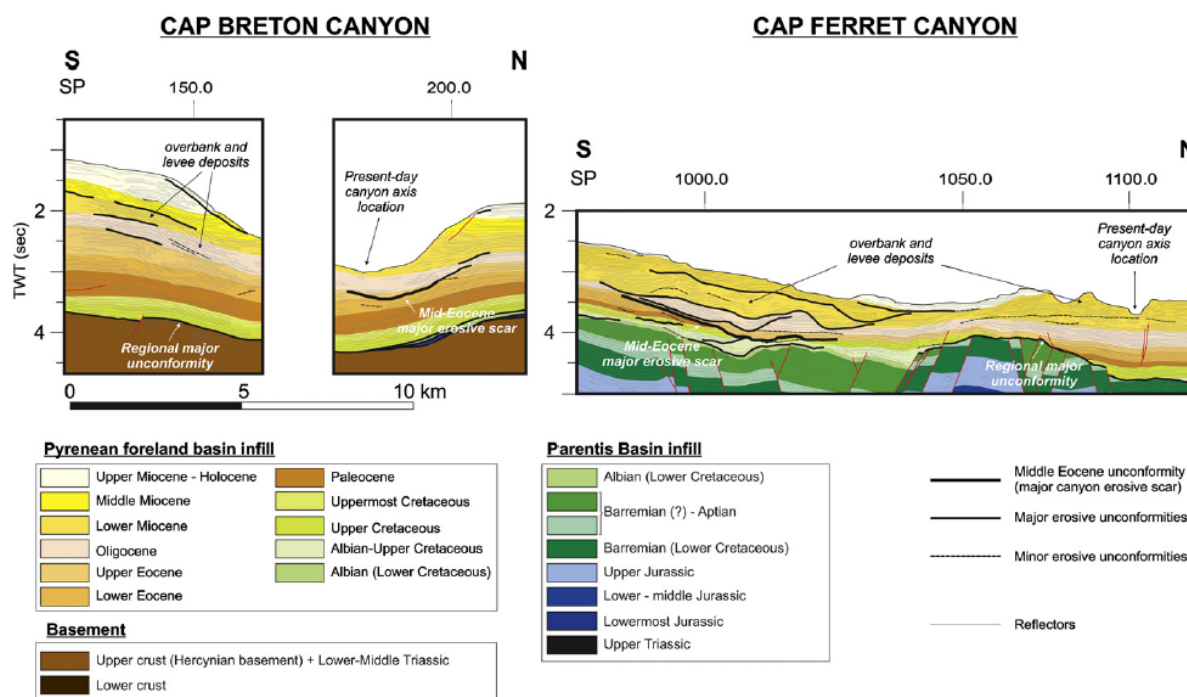 CAP BRETON CANYON
CAP FERRET CANYON
S
N
SP
150.0
200.0
overbank and
levee deposits
Present-day
canyon axis
location
Mid-Eocene
major erosive scar
Regional major
unconformity
TWT (sec)
2
4
0
5
10 km
S
N
SP
1000.0
1050.0
1100.0
2
4
overbank and
levee deposits
Present-day
canyon axis
location
Mid-Eocene
major erosive scar
Regional major
unconformity
Pyrenean foreland basin infill
Upper Miocene - Holocene
Middle Miocene
Lower Miocene
Oligocene
Upper Eocene
Lower Eocene
Paleocene
Uppermost Cretaceous
Upper Cretaceous
Albian-Upper Cretaceous
Albian (Lower Cretaceous)
Basement
Upper crust (Hercynian basement) + Lower-Middle Triassic
Lower crust
Parentis Basin infill
Albian (Lower Cretaceous)
Barremian (?) - Aptian
Barremian (Lower Cretaceous)
Upper Jurassic
Lower - middle Jurassic
Lowermost Jurassic
Upper Triassic
Middle Eocene unconformity
(major canyon erosive scar)
Major erosive unconformities
Minor erosive unconformities
Reflectors